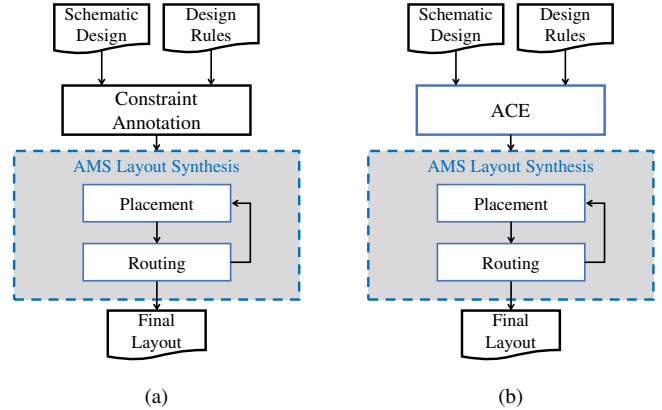 Schematic
Design
Design
Rules
Constraint
Annotation
AMS Layout Synthesis
Placement
Routing
Final
Layout
(a)
Schematic
Design
Design
Rules
ACE
AMS Layout Synthesis
Placement
Routing
Final
Layout
(b)